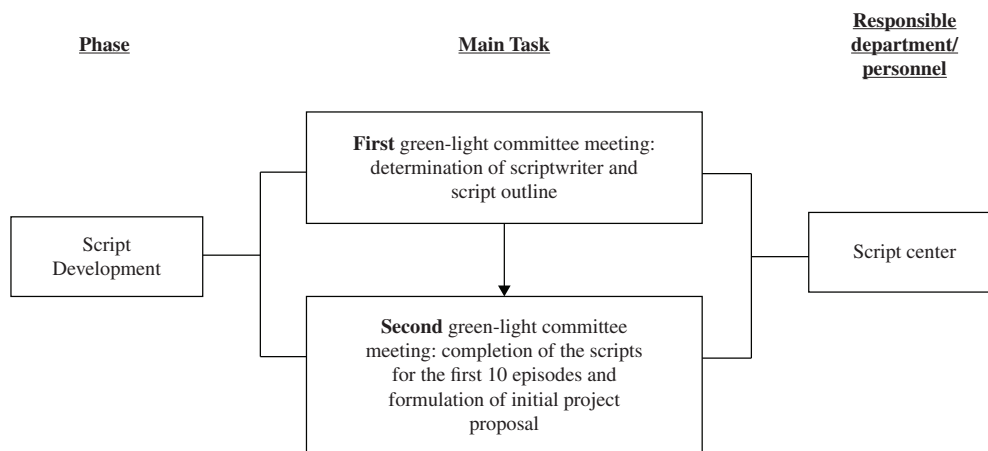 Phase
Main Task
Responsible
department/
personnel
First green-light committee meeting:
determination of scriptwriter and
script outline
Script
Development
Script center
Second green-light committee
meeting: completion of the scripts
for the first 10 episodes and
formulation of initial project
proposal